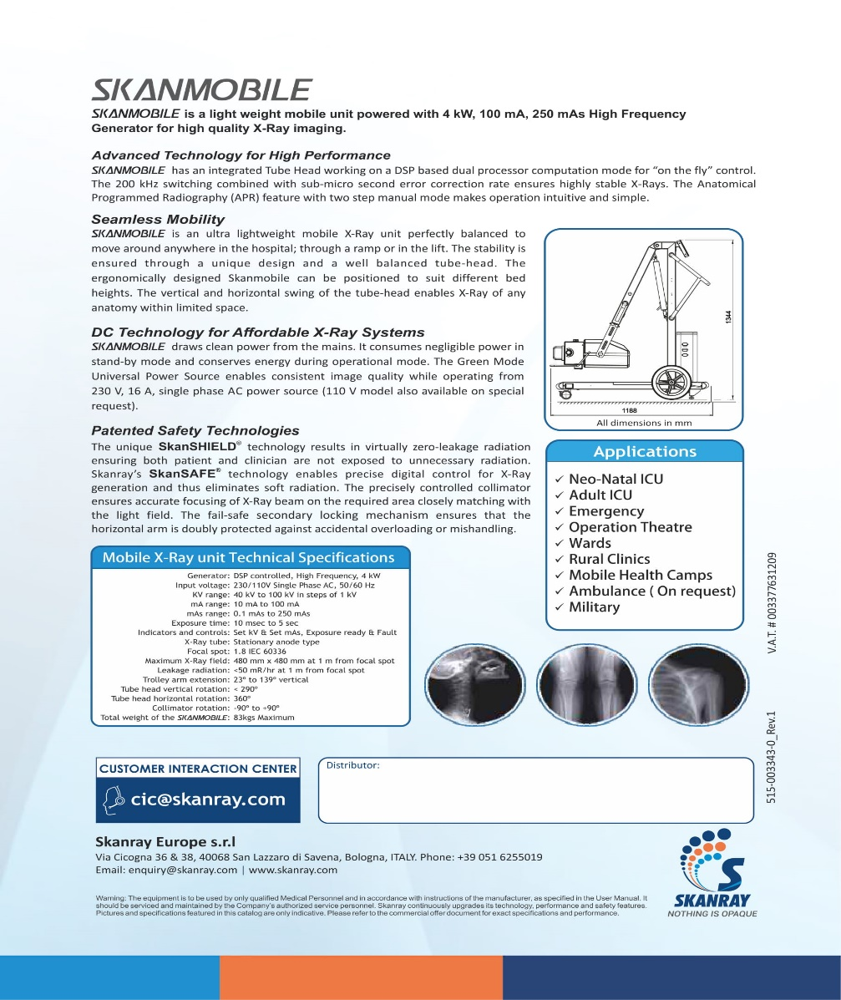 SKANMOBILE
SKANMOBILE is a light weight mobile unit powered with 4 kW, 100 mA, 250 mAs High Frequency
Generator for high quality X-Ray imaging.
Advanced Technology for High Performance
SKANMOBILE has an integrated Tube Head working on a DSP based dual processor computation mode for “on the fly” control.
The 200 kHz switching combined with sub-micro second error correction rate ensures highly stable X-Rays. The Anatomical
Programmed Radiography (APR) feature with two step manual mode makes operation intuitive and simple.
Seamless Mobility
SKANMOBILE is an ultra lightweight mobile X-Ray unit perfectly balanced to
move around anywhere in the hospital; through a ramp or in the lift. The stability is
ensured through a unique design and a well balanced tube-head. The
ergonomically designed Skanmobile can be positioned to suit different bed
heights. The vertical and horizontal swing of the tube-head enables X-Ray of any
anatomy within limited space.
DC Technology for Affordable X-Ray Systems
SKANMOBILE draws clean power from the mains. It consumes negligible power in
stand-by mode and conserves energy during operational mode. The Green Mode
Universal Power Source enables consistent image quality while operating from
230 V, 16 A, single phase AC power source (110 V model also available on special
request).
1344
1188
All dimensions in mm
Patented Safety Technologies
The unique SkanSHIELD® technology results in virtually zero-leakage radiation
ensuring both patient and clinician are not exposed to unnecessary radiation.
Skanray’s SkanSAFE® technology enables precise digital control for X-Ray
generation and thus eliminates soft radiation. The precisely controlled collimator
ensures accurate focusing of X-Ray beam on the required area closely matching with
the light field. The fail-safe secondary locking mechanism ensures that the
horizontal arm is doubly protected against accidental overloading or mishandling.
Applications
✓ Neo-Natal ICU
✓ Adult ICU
✓ Emergency
✓ Operation Theatre
✓ Wards
✓ Rural Clinics
✓ Mobile Health Camps
✓ Ambulance ( On request)
✓ Military
Mobile X-Ray unit Technical Specifications
Generator: DSP controlled, High Frequency, 4 kW
Input voltage: 230/110V Single Phase AC, 50/60 Hz
KV range: 40 kV to 100 kV in steps of 1 kV
mA range: 10 mA to 100 mA
mAs range: 0.1 mAs to 250 mAs
Exposure time: 10 msec to 5 sec
Indicators and controls: Set kV & Set mAs, Exposure ready & Fault
X-Ray tube: Stationary anode type
Focal spot: 1.8 IEC 60336
Maximum X-Ray field: 480 mm x 480 mm at 1 m from focal spot
Leakage radiation: <50 mR/hr at 1 m from focal spot
Trolley arm extension: 23º to 139º vertical
Tube head vertical rotation: < 290º
Tube head horizontal rotation: 360º
Collimator rotation: -90º to +90º
Total weight of the SKANMOBILE: 83kgs Maximum
V.A.T. # 003377631209
515-003343-0_Rev.1
CUSTOMER INTERACTION CENTER
cic@skanray.com
Distributor:
Skanray Europe s.r.l
Via Cicogna 36 & 38, 40068 San Lazzaro di Savena, Bologna, ITALY. Phone: +39 051 6255019
Email: enquiry@skanray.com | www.skanray.com
Warning: The equipment is to be used by only qualified Medical Personnel and in accordance with instructions of the manufacturer, as specified in the User Manual. It
should be serviced and maintained by the Company’s authorized service personnel. Skanray continuously upgrades its technology, performance and safety features.
Pictures and specifications featured in this catalog are only indicative. Please refer to the commercial offer document for exact specifications and performance.
S
SKANRAY
NOTHING IS OPAQUE